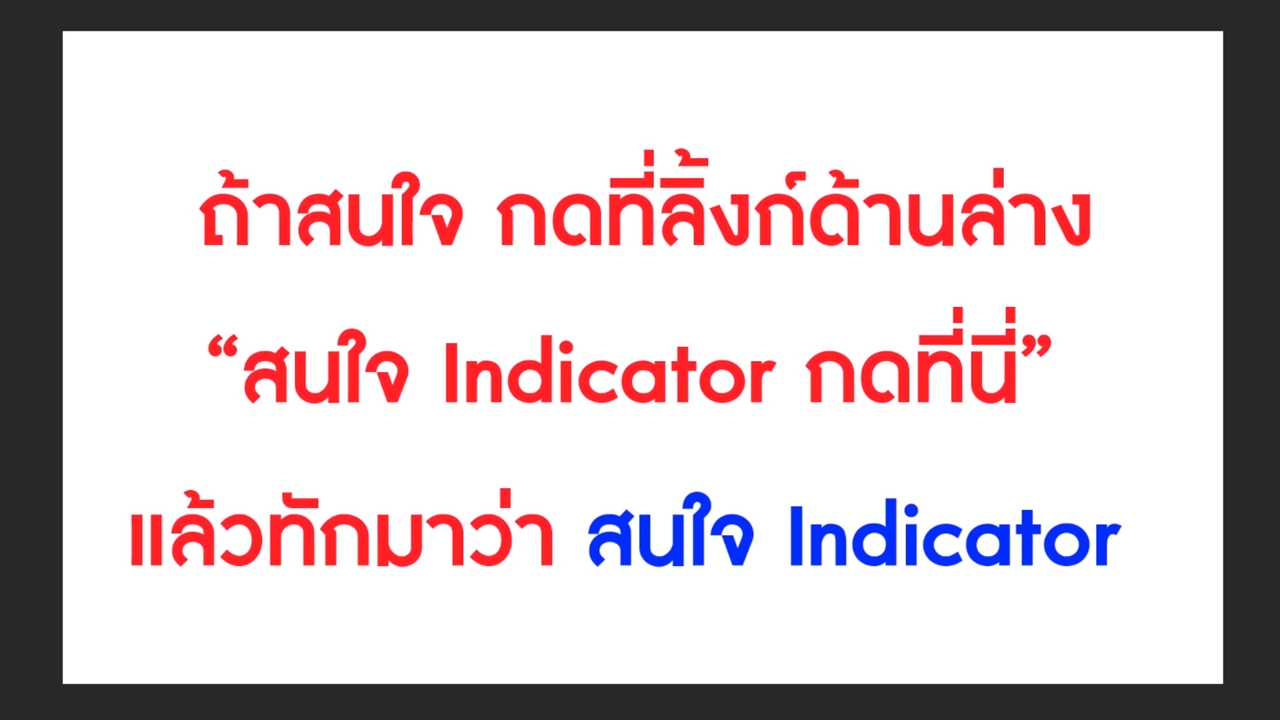 ถ้าสนใจ กดที่ลิ้งก์ด้านล่าง
“สนใจ Indicator กดที่นี่”
แล้วทักมาว่า สนใจ Indicator